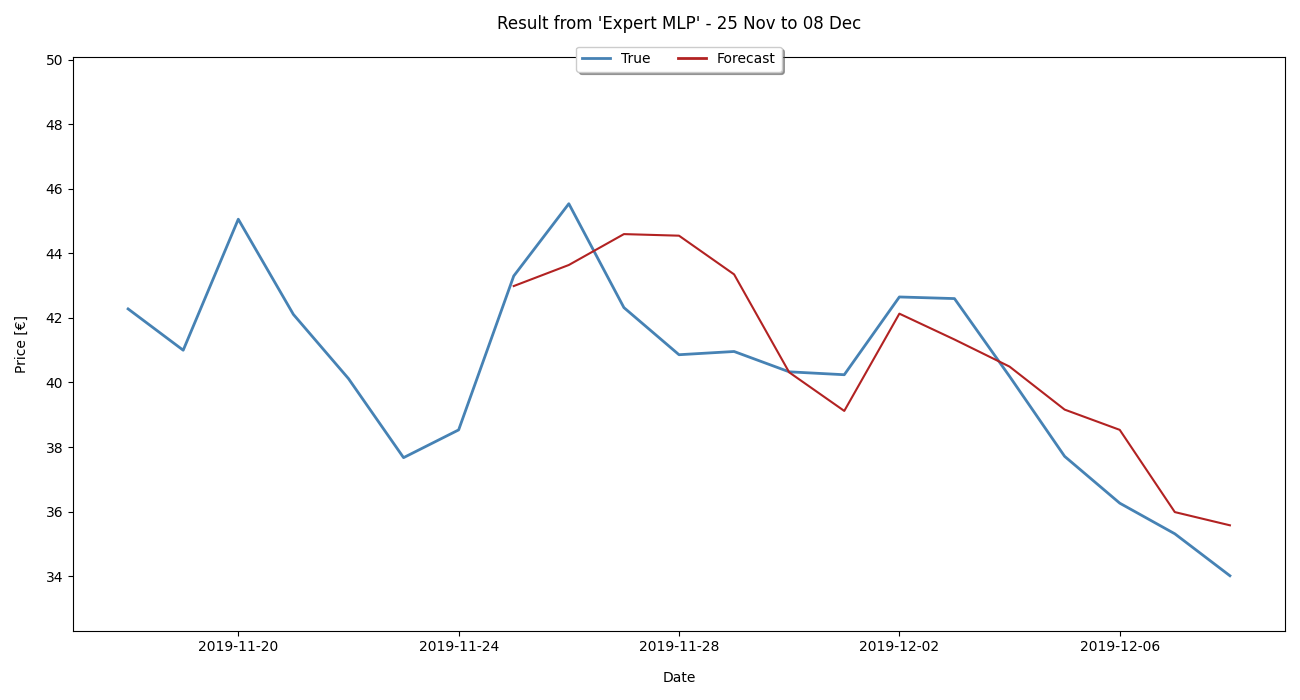 Result from 'Expert MLP' - 25 Nov to 08 Dec
True Forecast
50
48
46
44
42
40
38
36
34
Price [€]
2019-11-20 2019-11-24 2019-11-28 2019-12-02 2019-12-06
Date